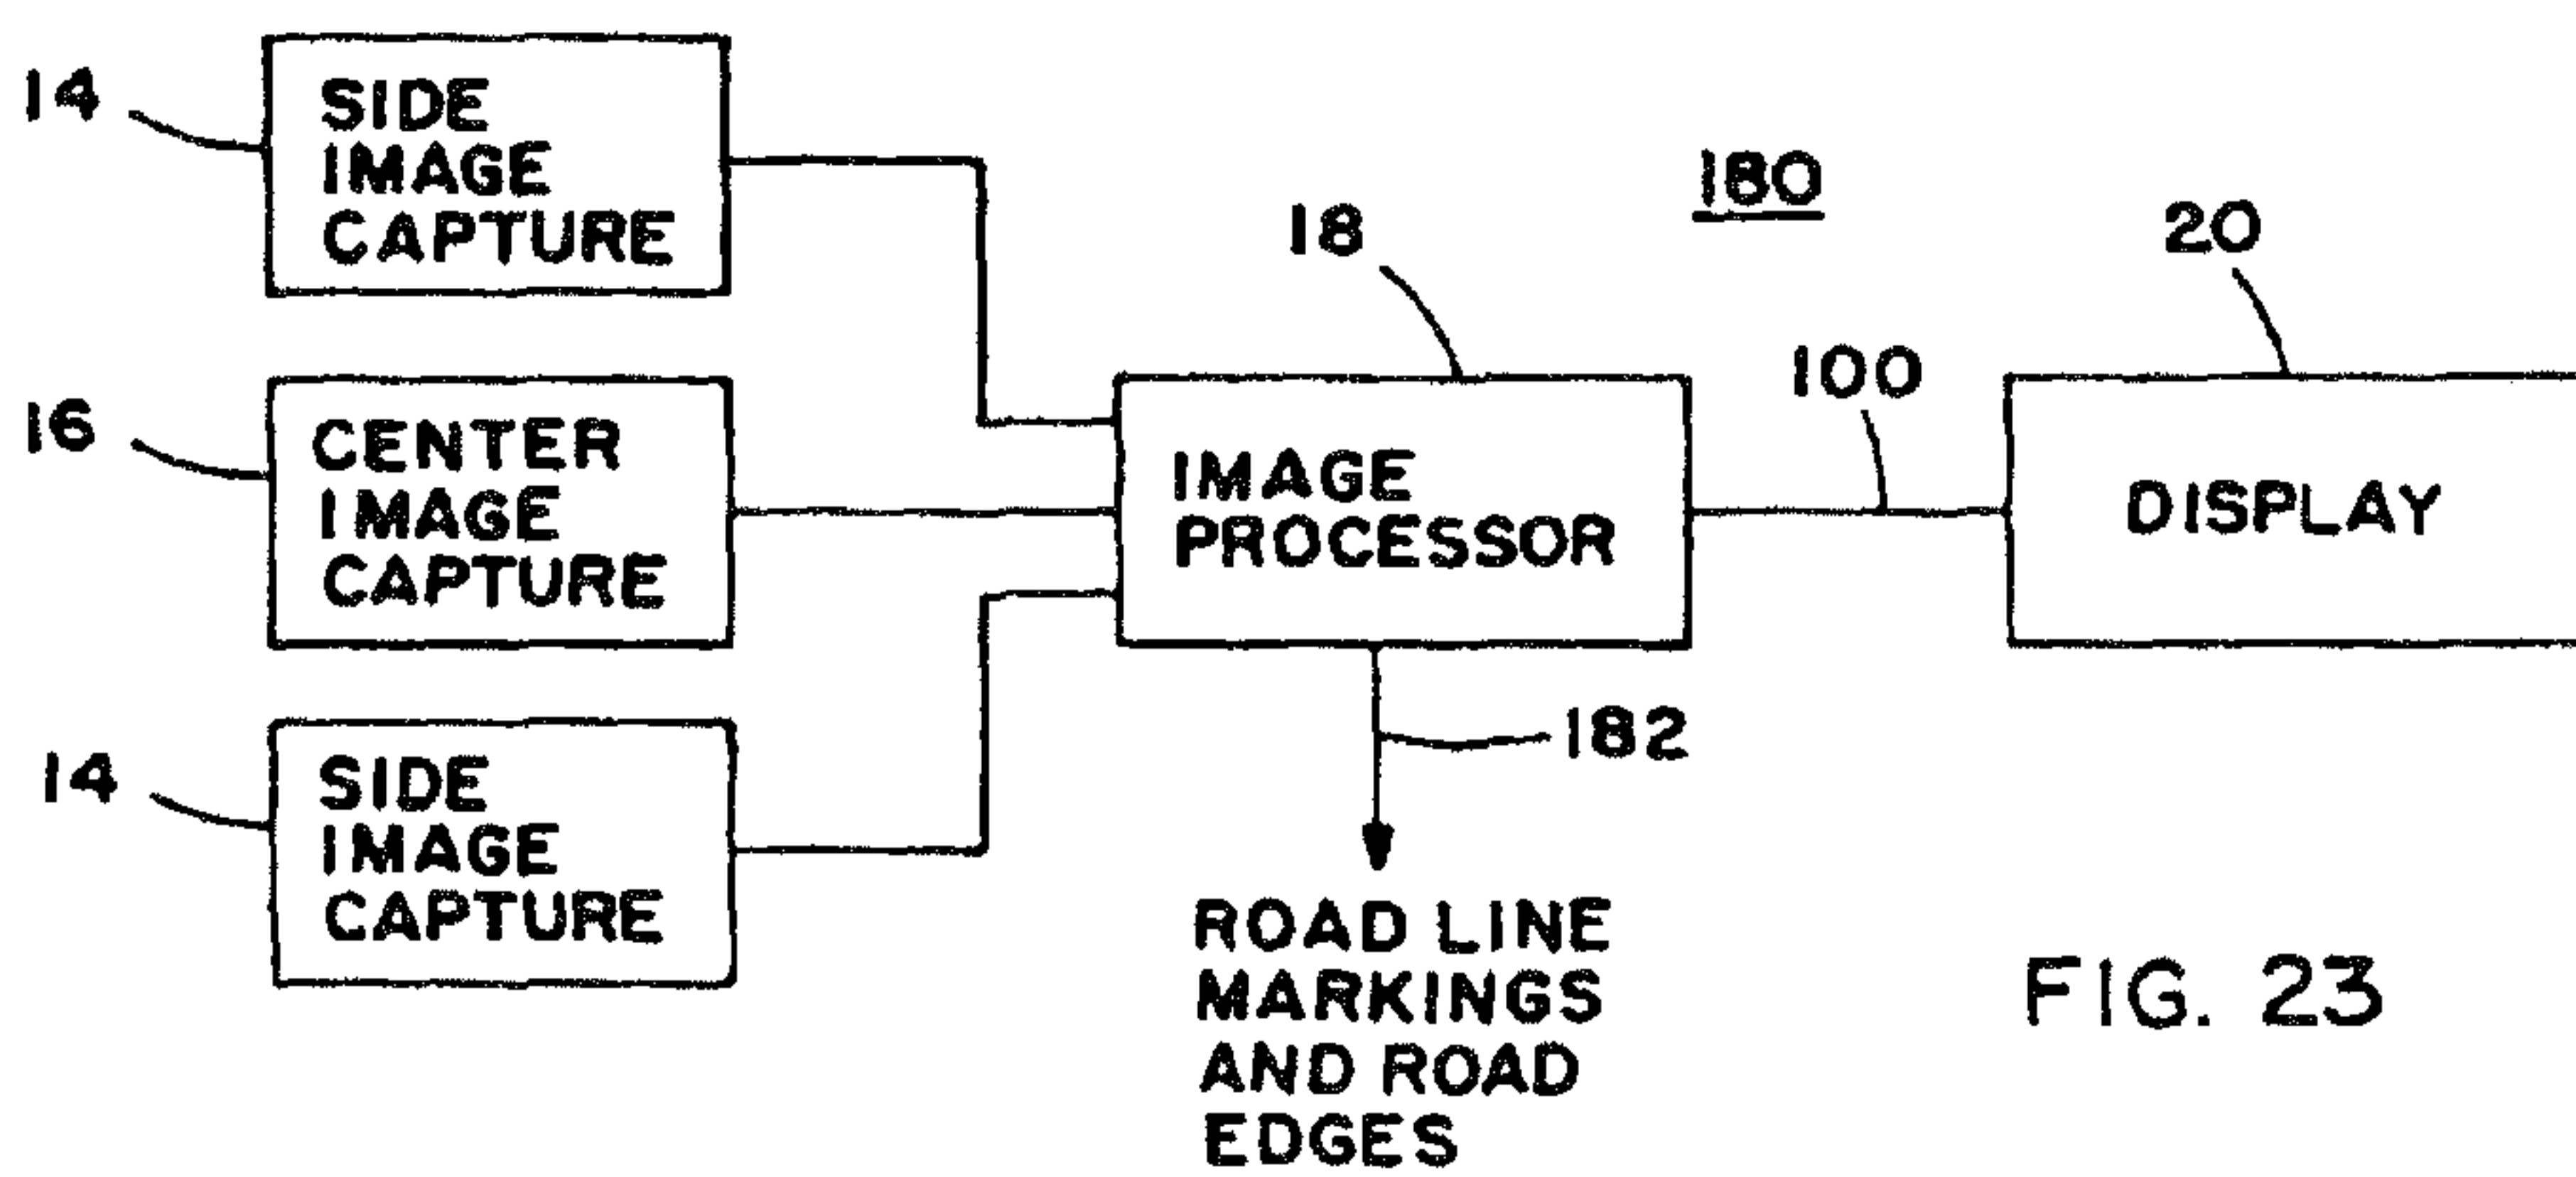 14
SIDE
IMAGE
CAPTURE
180
18
20
100
16
CENTER
IMAGE
CAPTURE
IMAGE
PROCESSOR
DISPLAY
182
14
SIDE
IMAGE
CAPTURE
ROAD LINE
MARKINGS
AND ROAD
EDGES
FIG. 23